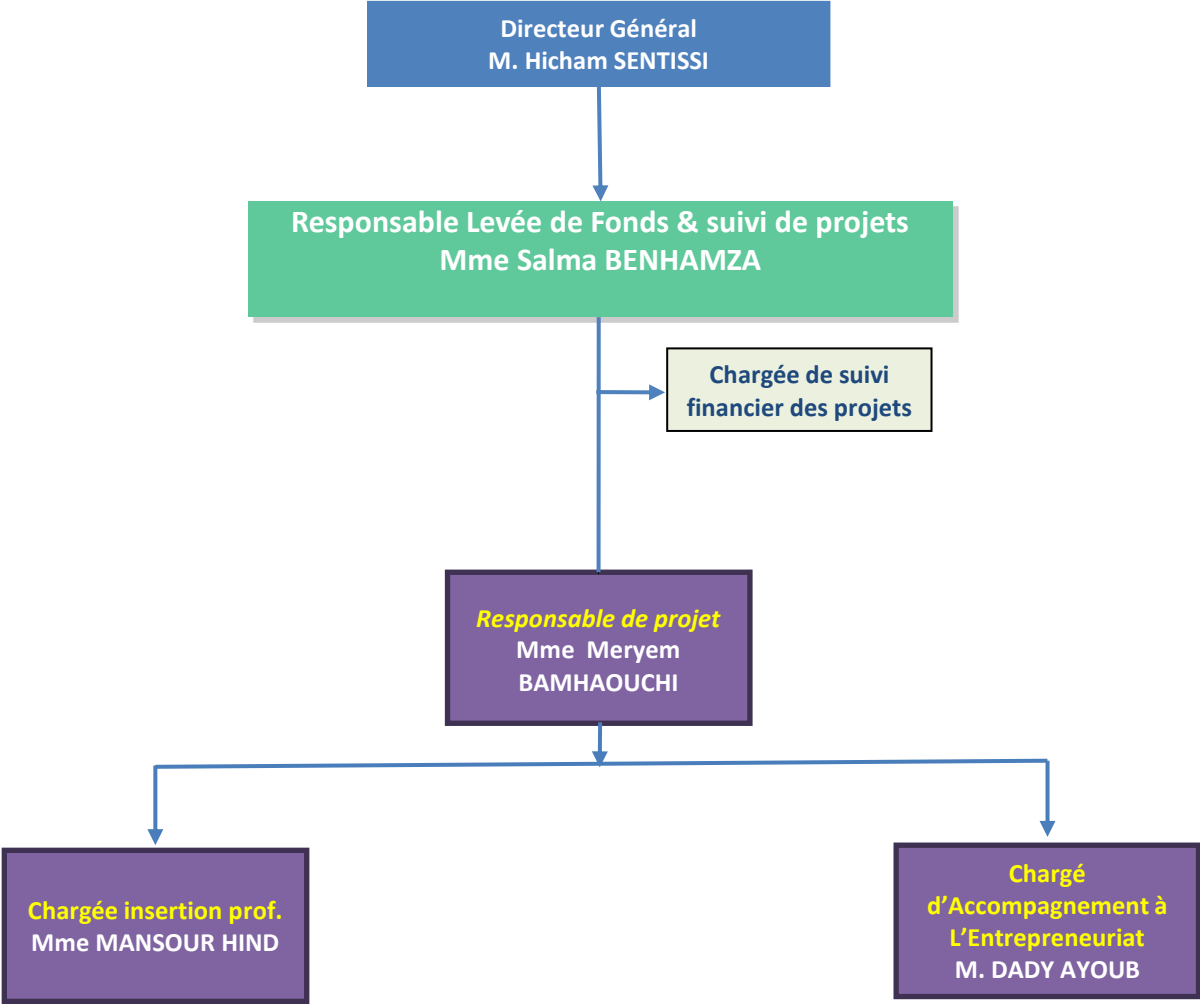 Directeur Général
M. Hicham SENTISSI
Responsable Levée de Fonds & suivi de projets
Mme Salma BENHAMZA
Chargée de suivi
financier des projets
Responsable de projet
Mme Meryem
BAMHAOUCHI
Chargée insertion prof.
Mme MANSOUR HIND
Chargé
d'Accompagnement à
L'Entrepreneuriat
M. DADY AYOUB